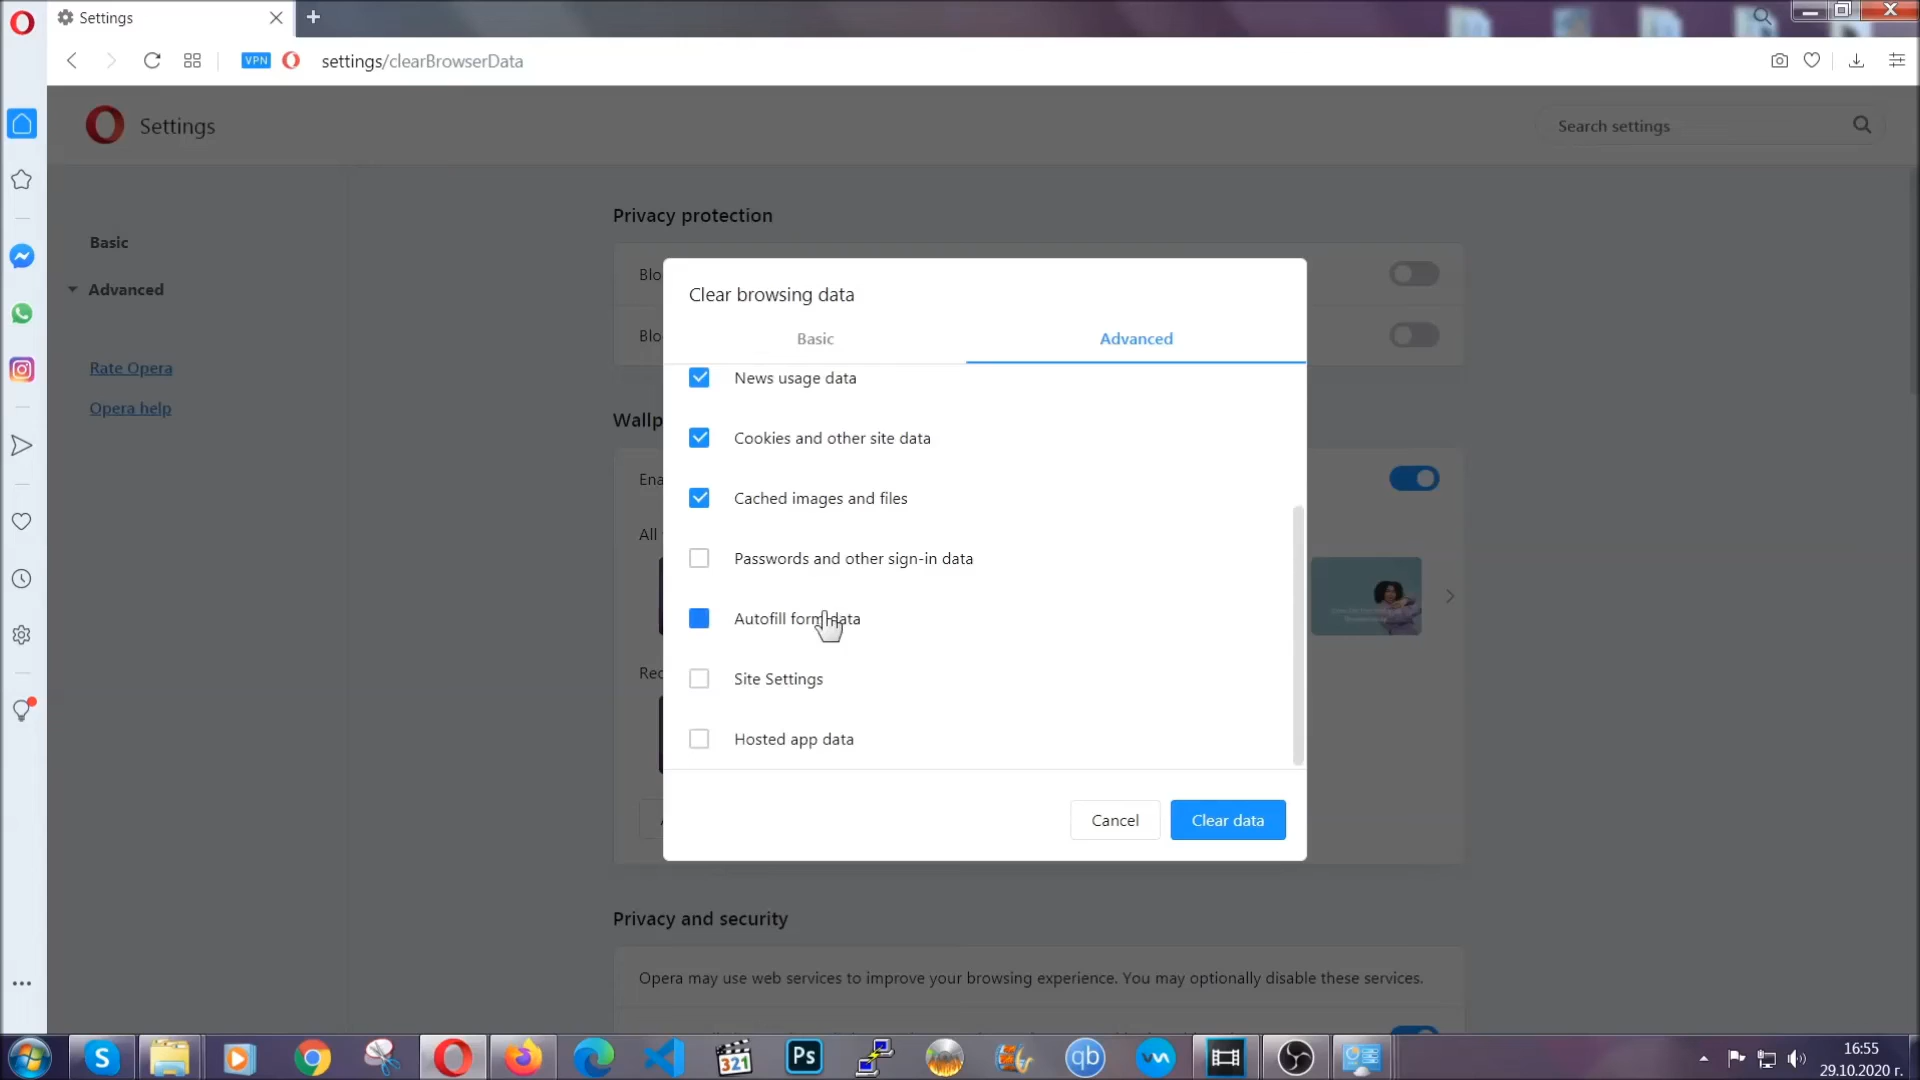 Settings
VPN
settings/clearBrowserData
Settings
Search settings
Basic
Advanced
Rate Opera
Opera help
Privacy protection
Blo
Blo
Wallp
Ena
All
Rec
Clear browsing data
Basic
Advanced
News usage data
Cookies and other site data
Cached images and files
Passwords and other sign-in data
Autofill form data
Site Settings
Hosted app data
Cancel
Clear data
Privacy and security
Opera may use web services to improve your browsing experience. You may optionally disable these services.
S
321
Ps
qb
16:55
29.10.2020 г.